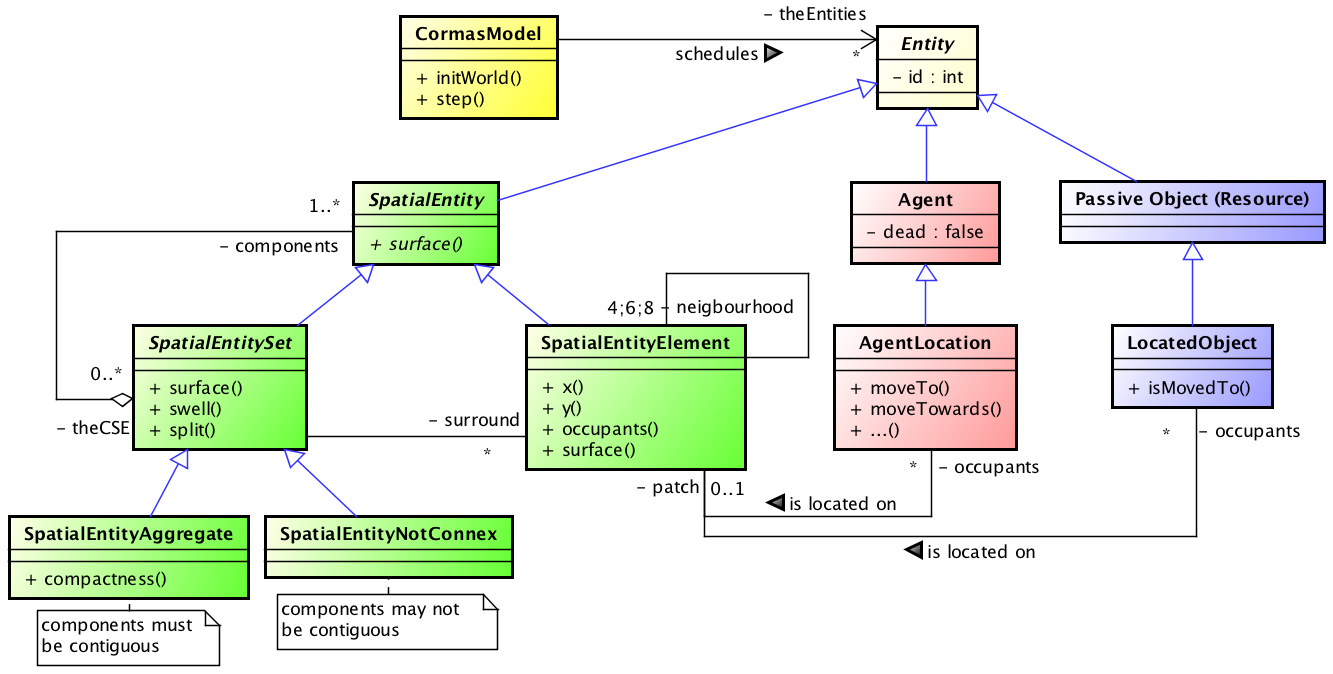 CormasModel
+ initWorld()
+ step()
- theEntities
schedules
*
Entity
- id : int
SpatialEntity
+ surface()
1..*
- components
Agent
- dead : false
Passive Object (Resource)
4;6;8 - neigbourhood
SpatialEntitySet
+ surface()
+ swell()
+ split()
0..*
- theCSE
SpatialEntityElement
+ x()
+ y()
+ occupants()
+ surface()
- surround
*
AgentLocation
+ moveTo()
+ moveTowards()
+ ...()
LocatedObject
+ isMovedTo()
* - occupants
* - occupants
- patch 0..1
is located on
is located on
SpatialEntityAggregate
+ compactness()
SpatialEntityNotConnex
components must
be contiguous
components may not
be contiguous